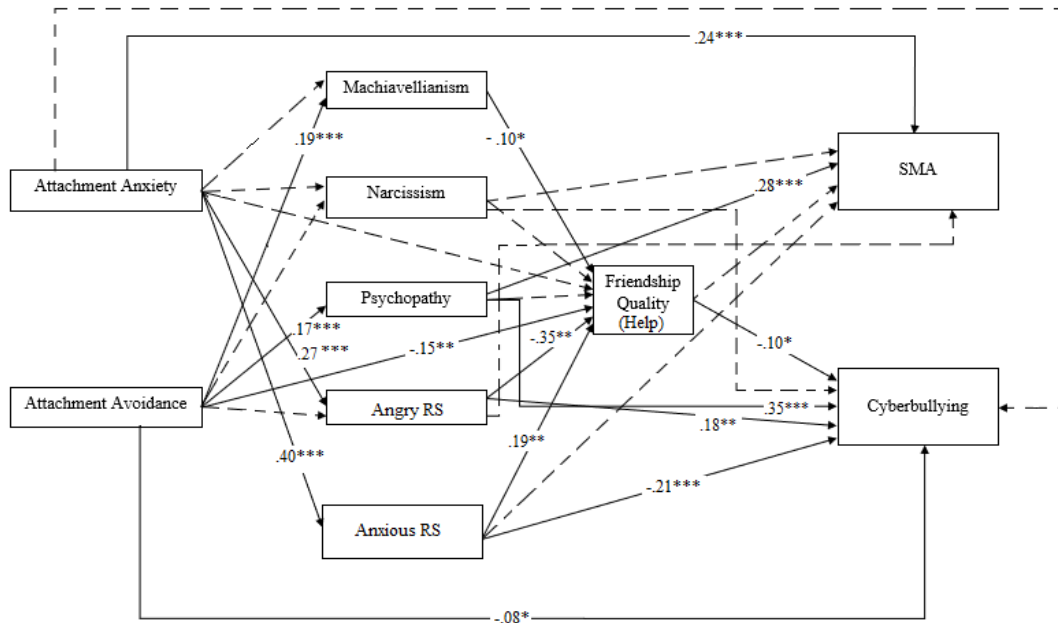 .24***
Machiavellianism
.19***
-.10*
SMA
Attachment Anxiety
Narcissism
.28***
Friendship
Quality
(Help)
Psychopathy
.17***
.27***
-.15**
-.35**
-.10*
Attachment Avoidance
Angry RS
.35***
Cyberbullying
.18**
.40***
.19**
-.21***
Anxious RS
-.08*